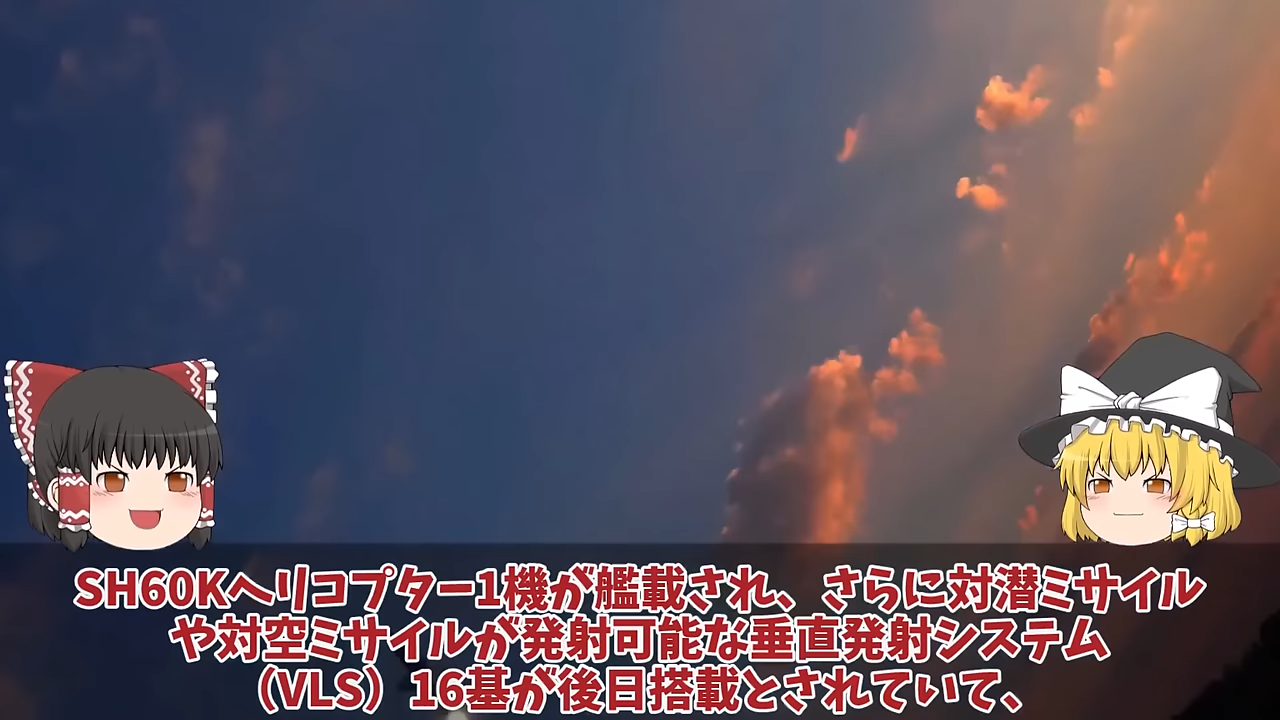 SH60Kヘリコプター1機が艦載され、さらに対潜ミサイル
や対空ミサイルが発射可能な垂直発射システム
（VLS）16基が後日搭載とされていて、